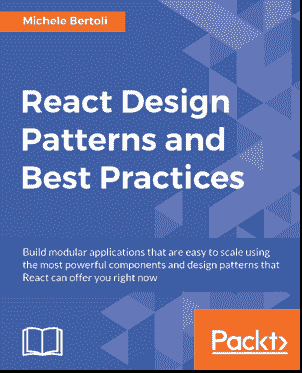 Michele Bertoli
React Design
Patterns and
Best Practices
Build modular applications that are easy to scale using
the most powerful components and design patterns that
React can offer you right now
Packt>